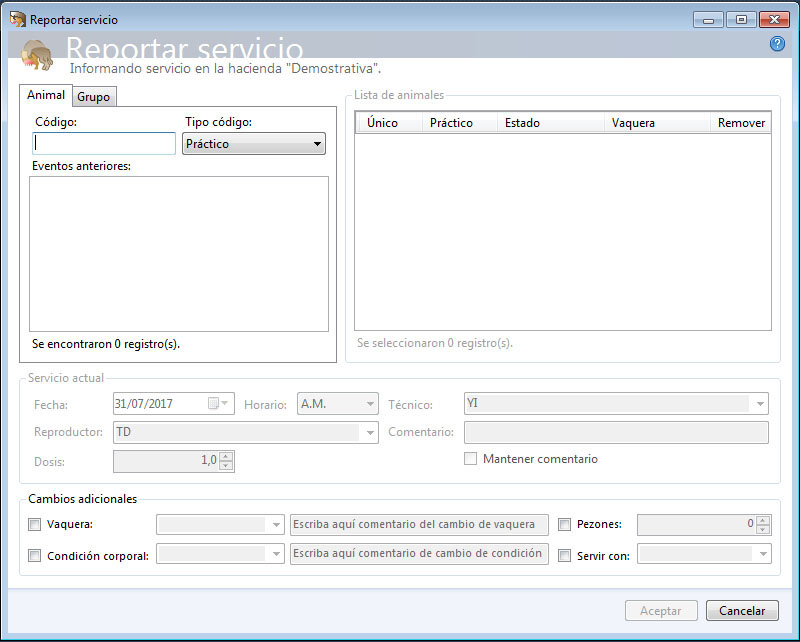 Reportar servicio
Reportar servicio
Informando servicio en la hacienda "Demostrativa".
Animal Grupo
Código: Tipo código:
Práctico
Eventos anteriores:
Se encontraron 0 registro(s).
Lista de animales
Único Práctico Estado Vaquera Remover
Se seleccionaron 0 registro(s).
Servicio actual
Fecha: 31/07/2017 Horario: A.M. Técnico: YI
Reproductor: TD Comentario:
Dosis: 1,0 Mantener comentario
Cambios adicionales
Vaquera: Escriba aquí comentario del cambio de vaquera Pezones: 0
Condición corporal: Escriba aquí comentario de cambio de condición Servir con:
Aceptar Cancelar